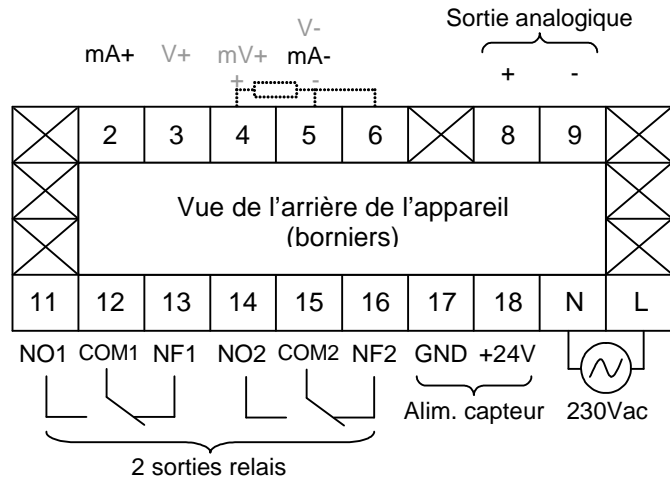 Sortie analogique
V-
mA+ V+ mV+ mA- + -
+ -
2 3 4 5 6 8 9
Vue de l'arrière de l'appareil
(borniers)
11 12 13 14 15 16 17 18 N L
NO1 COM1 NF1 NO2 COM2 NF2 GND +24V
Alim. capteur 230Vac
2 sorties relais